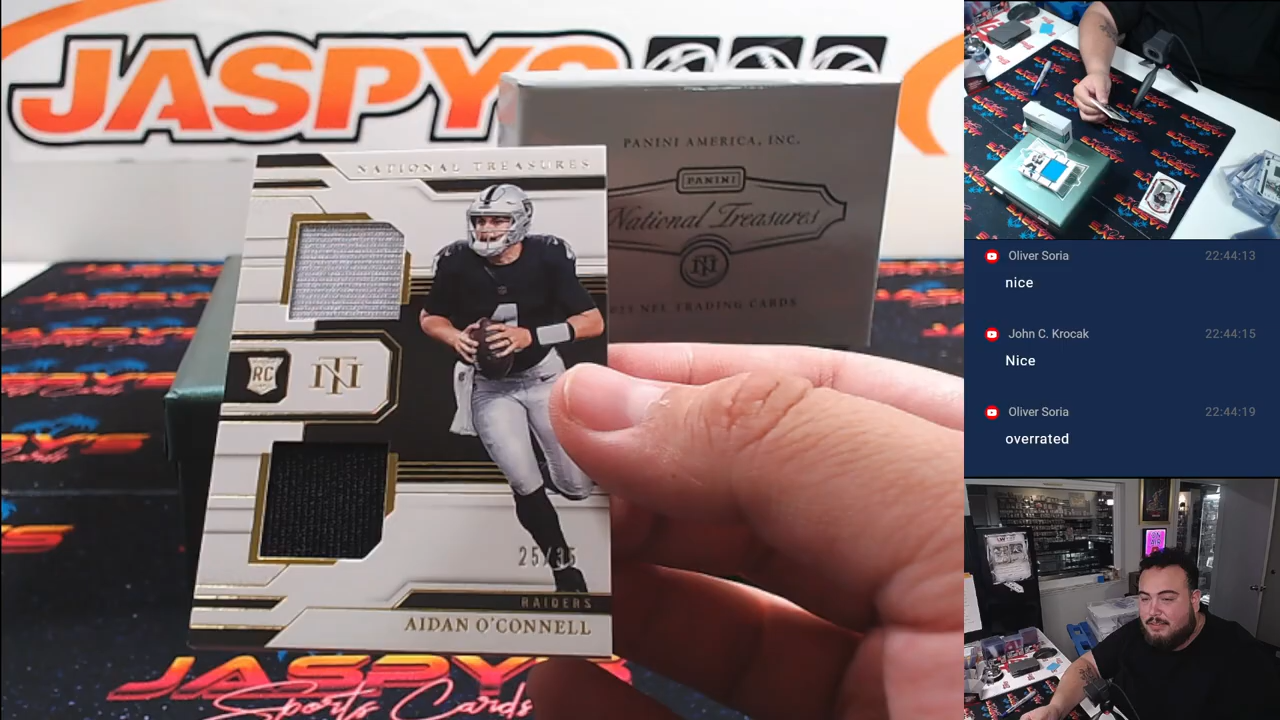 JASPYS
PANINI AMERICA, INC.
PANINI
National Treasures
NT
NFL TRADING CARDS
NATIONAL TREASURES
RC
NT
25/35
RAIDERS
AIDAN O'CONNELL
JASPYS
Sports Cards
Oliver Soria 22:44:13
nice
John C. Krocak 22:44:15
Nice
Oliver Soria 22:44:19
overrated